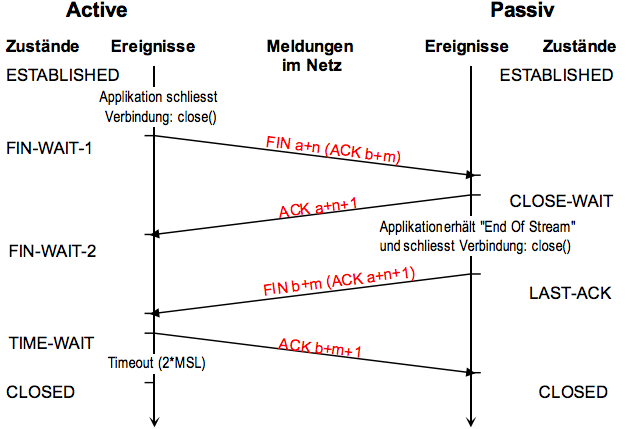 Active
Passiv
Zustände
Ereignisse
Meldungen
im Netz
Ereignisse
Zustände
ESTABLISHED
ESTABLISHED
Applikation schliesst
Verbindung: close()
FIN-WAIT-1
FIN a+n (ACK b+m)
CLOSE-WAIT
ACK a+n+1
Applikation erhält "End Of Stream"
und schliesst Verbindung: close()
FIN-WAIT-2
FIN b+m (ACK a+n+1)
LAST-ACK
TIME-WAIT
ACK b+m+1
Timeout (2*MSL)
CLOSED
CLOSED